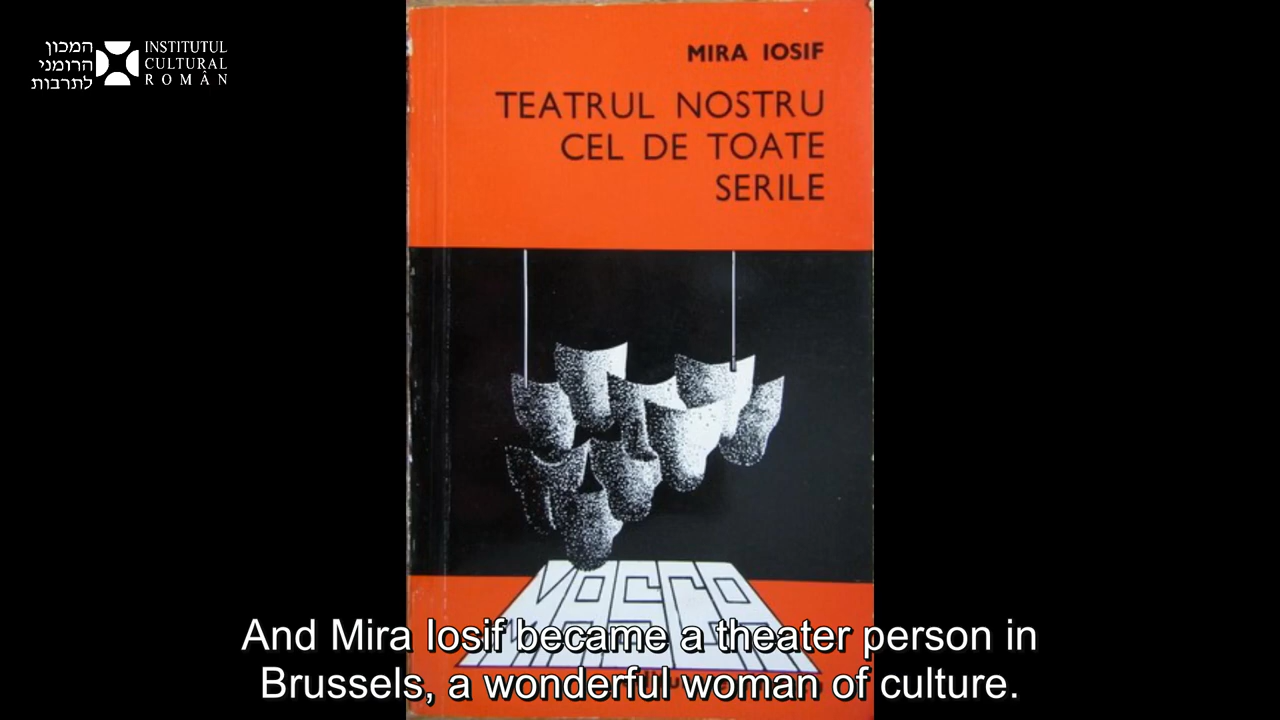 המכון
הרומני
לתרבות
INSTITUTUL
CULTURAL
ROMÂN
MIRA IOSIF
TEATRUL NOSTRU
CEL DE TOATE
SERILE
And Mira Iosif became a theater person in
Brussels, a wonderful woman of culture.